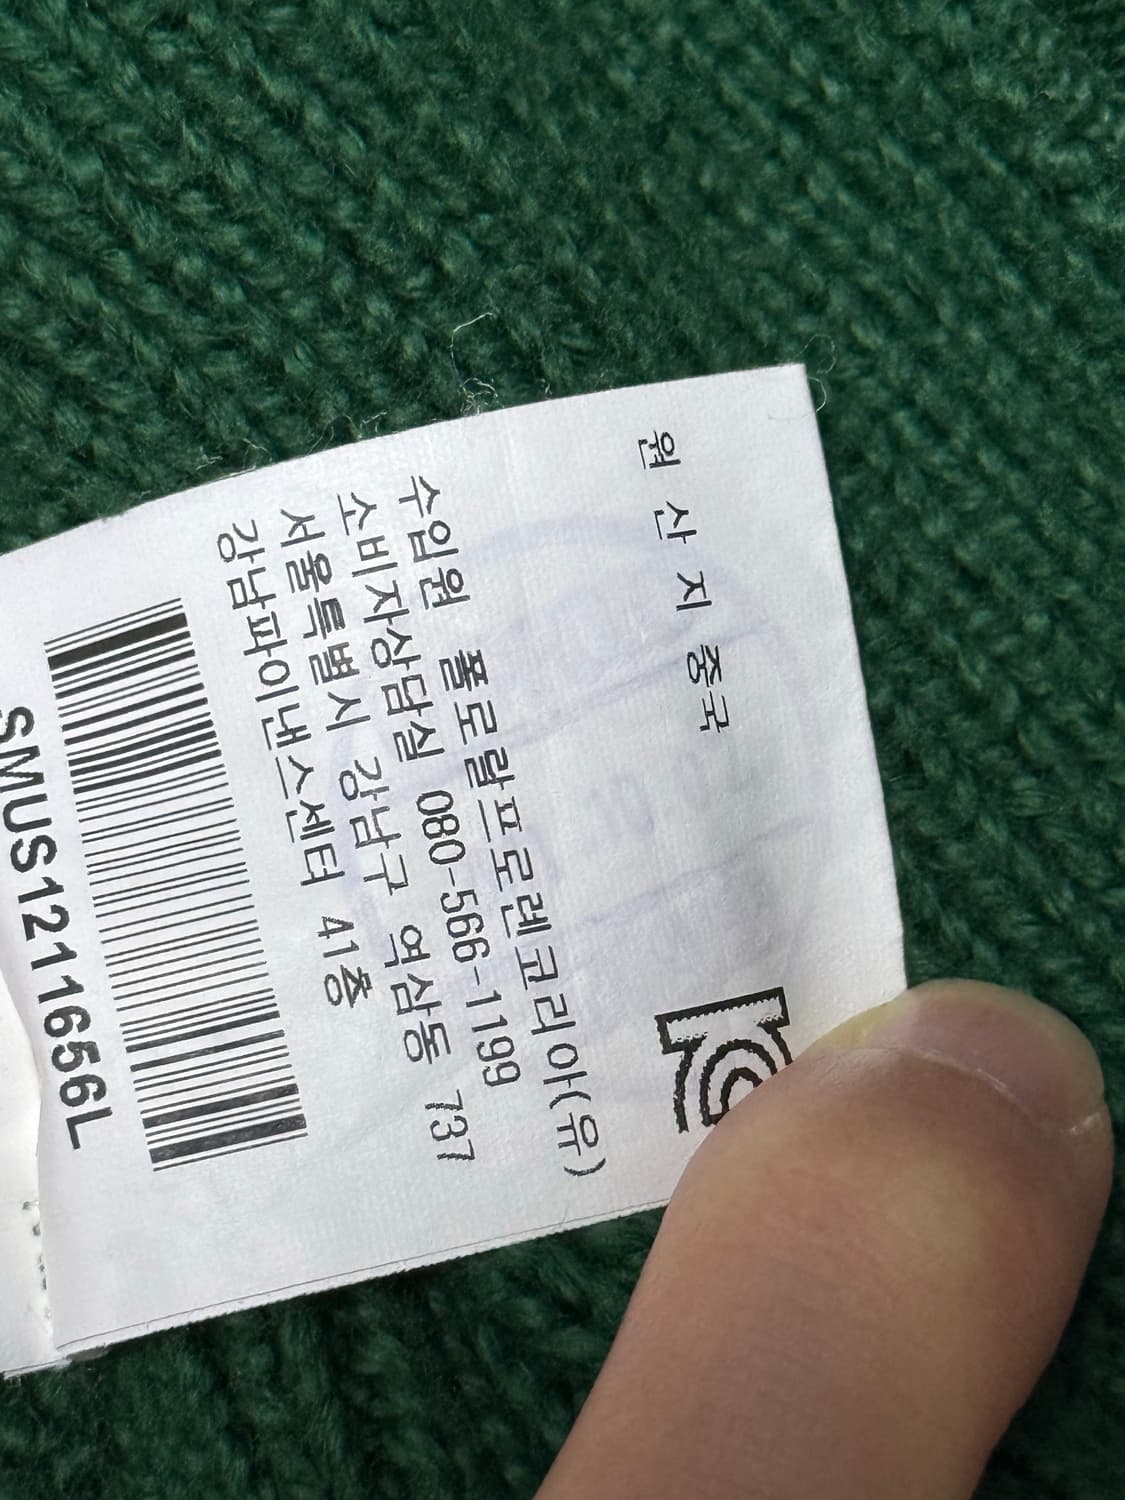 원 산 지 중국
수입원 폴로랄프로렌코리아(유)
소비자상담실 080-566-1199
서울특별시 강남구 역삼동 737
강남파이낸스센터 41층
SMUS1211656L